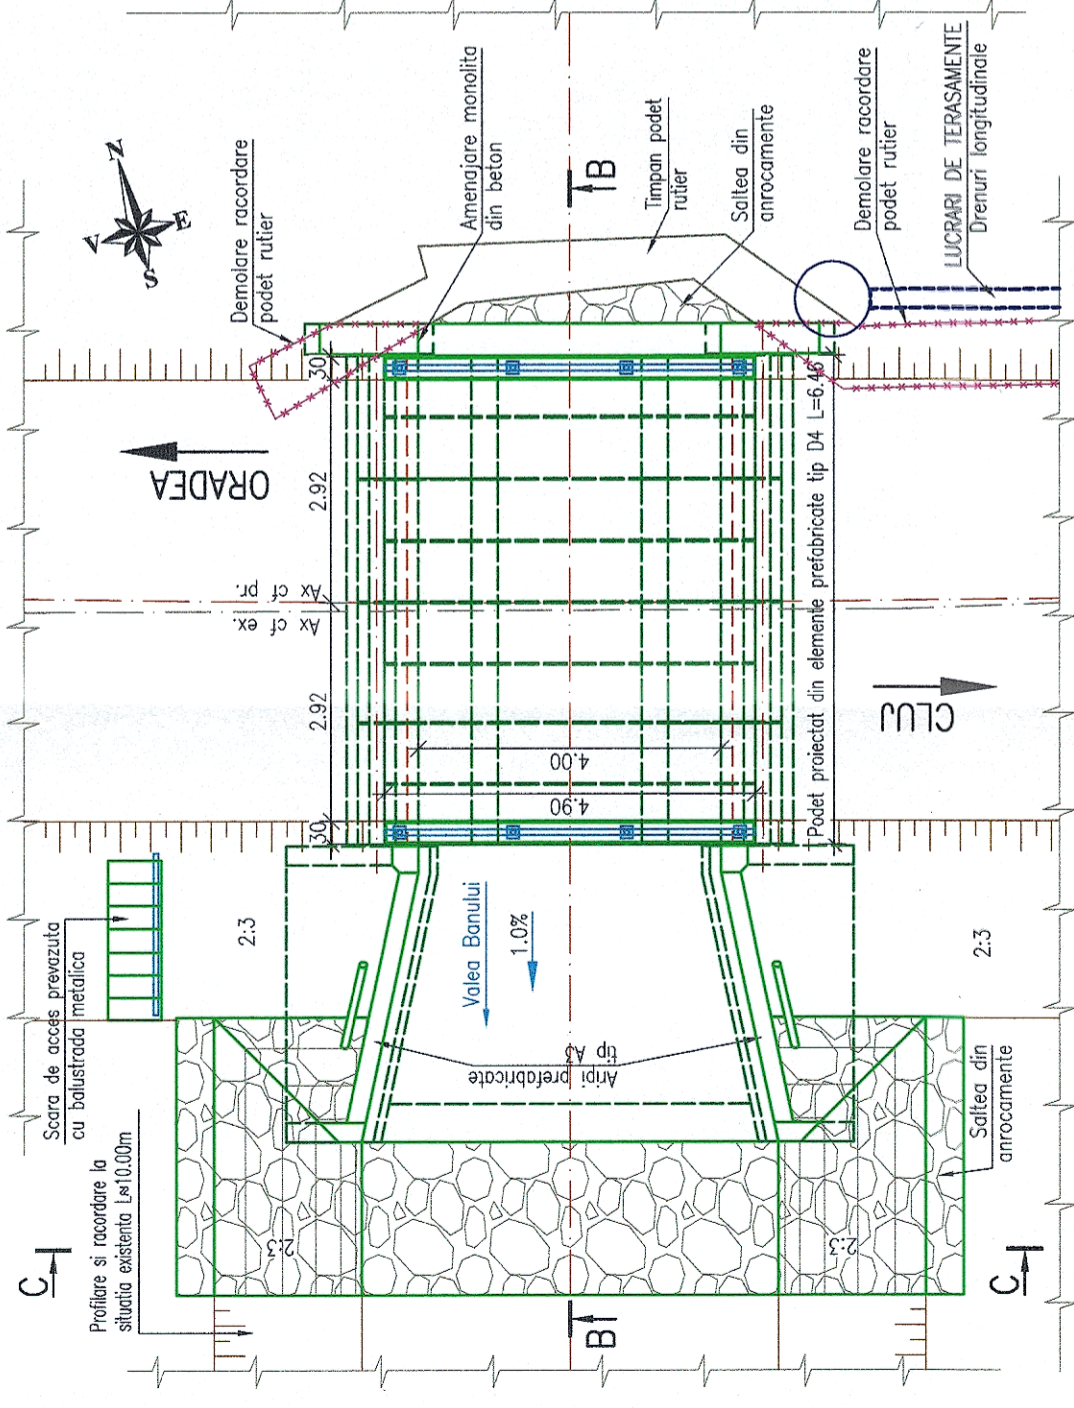 N
V
E
S
Demolare racordare
podet rutier
Amenajare monolita
din beton
B
Timpan podet
rutier
Saltea din
anrocamente
Demolare racordare
podet rutier
LUCRARI DE TERASAMENTE
Drenuri longitudinale
ORADEA
30
2.92
Ax cf pr.
Ax cf ex.
2.92
30
4.00
4.90
Podet proiectat din elemente prefabricate tip D4 L=6.46
CLUJ
Scara de acces prevazuta
cu balustrada metalica
2:3
Valea Banului
1.0%
2:3
Aripi prefabricate
tip A3
Profilare si racordare la
situatia existenta L≈10.00m
Saltea din
anrocamente
2:3
2:3
C
B
C